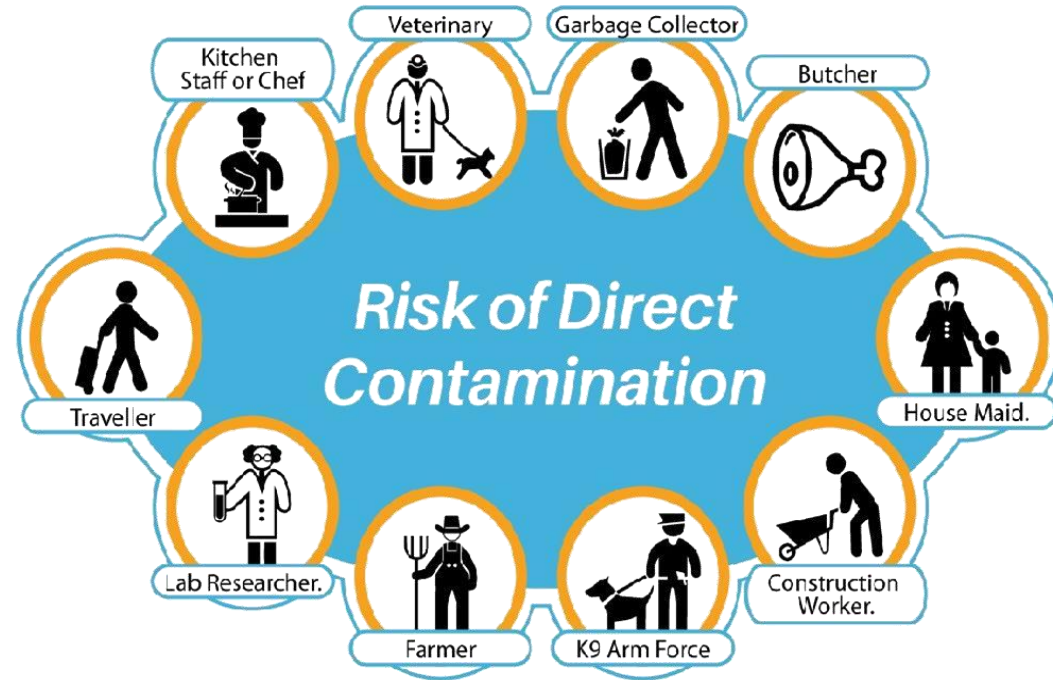 Veterinary
Garbage Collector
Kitchen
Staff or Chef
Butcher
Risk of Direct
Contamination
Traveller
House Maid.
Lab Researcher.
Construction
Worker.
Farmer
K9 Arm Force